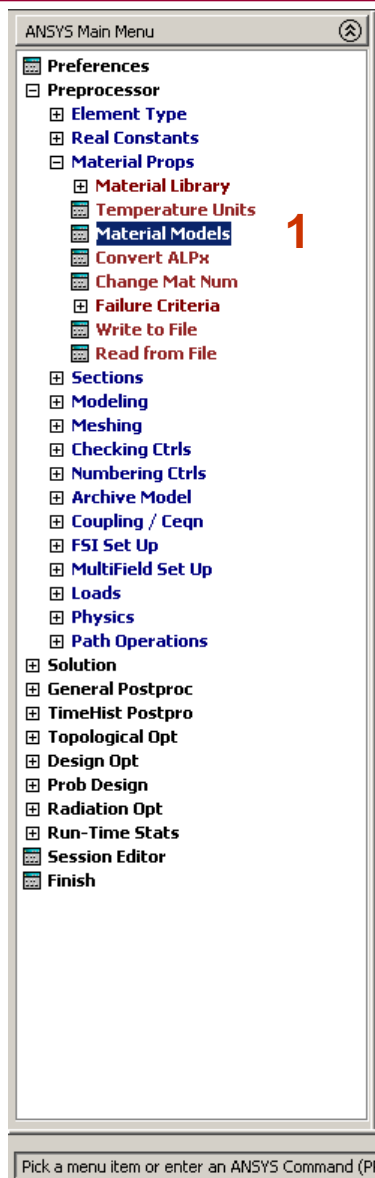 ANSYS Main Menu
Preferences
Preprocessor
Element Type
Real Constants
Material Props
Material Library
Temperature Units
Material Models
1
Convert ALPx
Change Mat Num
Failure Criteria
Write to File
Read from File
Sections
Modeling
Meshing
Checking Ctrls
Numbering Ctrls
Archive Model
Coupling / Ceqn
FSI Set Up
MultiField Set Up
Loads
Physics
Path Operations
Solution
General Postproc
TimeHist Postpro
Topological Opt
Design Opt
Prob Design
Radiation Opt
Run-Time Stats
Session Editor
Finish
Pick a menu item or enter an ANSYS Command (